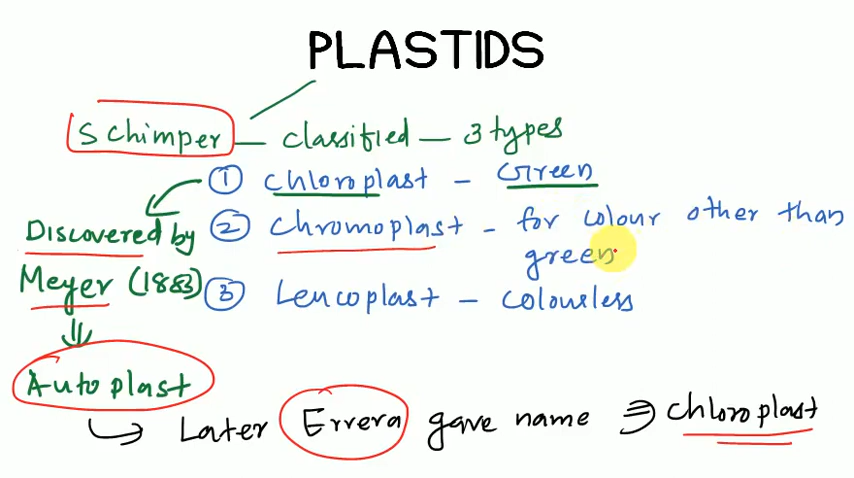 PLASTIDS
Schimper — classified — 3 types
① chloroplast - Green
② Chromoplast - for colour other than
green
③ Leucoplast - colourless
Discovered by
Meyer (1883)
Autoplast
Later Errera gave name ⇒ chloroplast